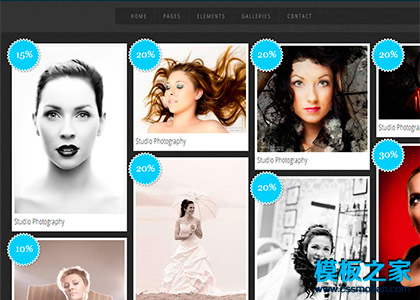 HOME PAGES ELEMENTS GALLERIES CONTACT
15%
20%
20%
20%
Studio Photography
Studio Photography
20%
Studio Photography
20%
30%
Studio Photography
10%
模板之家
www.cssmoban.com